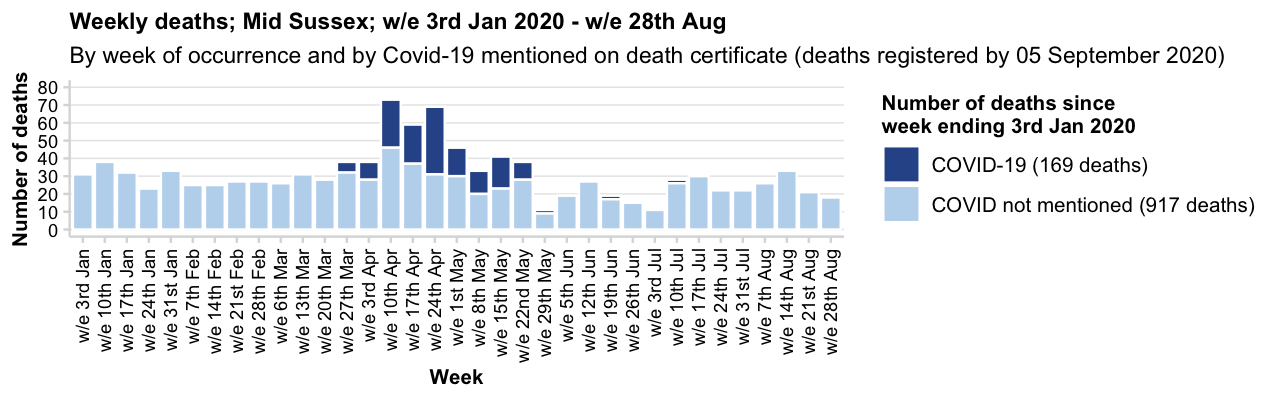 Weekly deaths; Mid Sussex; w/e 3rd Jan 2020 - w/e 28th Aug
By week of occurrence and by Covid-19 mentioned on death certificate (deaths registered by 05 September 2020)
Number of deaths
80
70
60
50
40
30
20
10
0
w/e 3rd Jan
w/e 10th Jan
w/e 17th Jan
w/e 24th Jan
w/e 31st Jan
w/e 7th Feb
w/e 14th Feb
w/e 21st Feb
w/e 28th Feb
w/e 6th Mar
w/e 13th Mar
w/e 20th Mar
w/e 27th Mar
w/e 3rd Apr
w/e 10th Apr
w/e 17th Apr
w/e 24th Apr
w/e 1st May
w/e 8th May
w/e 15th May
w/e 22nd May
w/e 29th May
w/e 5th Jun
w/e 12th Jun
w/e 19th Jun
w/e 26th Jun
w/e 3rd Jul
w/e 10th Jul
w/e 17th Jul
w/e 24th Jul
w/e 31st Jul
w/e 7th Aug
w/e 14th Aug
w/e 21st Aug
w/e 28th Aug
Week
Number of deaths since
week ending 3rd Jan 2020
COVID-19 (169 deaths)
COVID not mentioned (917 deaths)